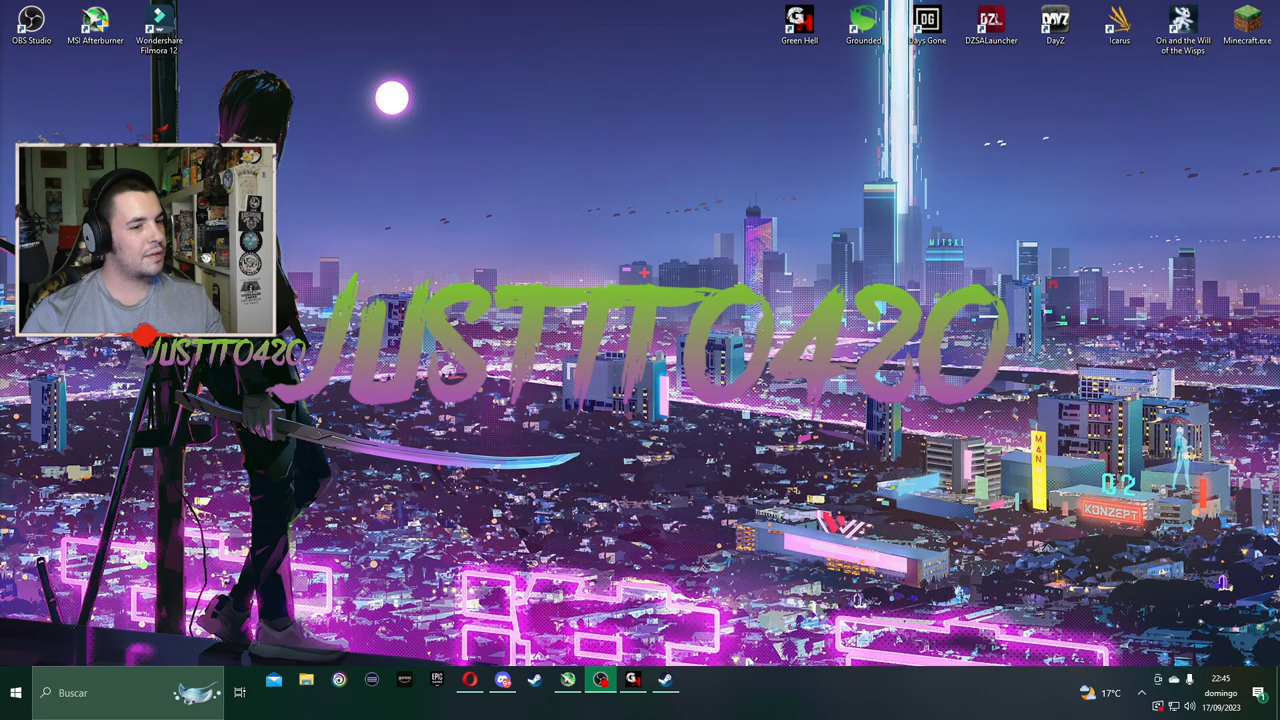 OBS Studio
MSI Afterburner
Wondershare
Filmora 12
Green Hell
Grounded
Days Gone
DZSALauncher
DayZ
Icarus
Ori and the Will
of the Wisps
Minecraft.exe
MITSKI
JUSTITO420
JUSTITO420
02
KONZEPT
Buscar
17°C
22:45
domingo
17/09/2023